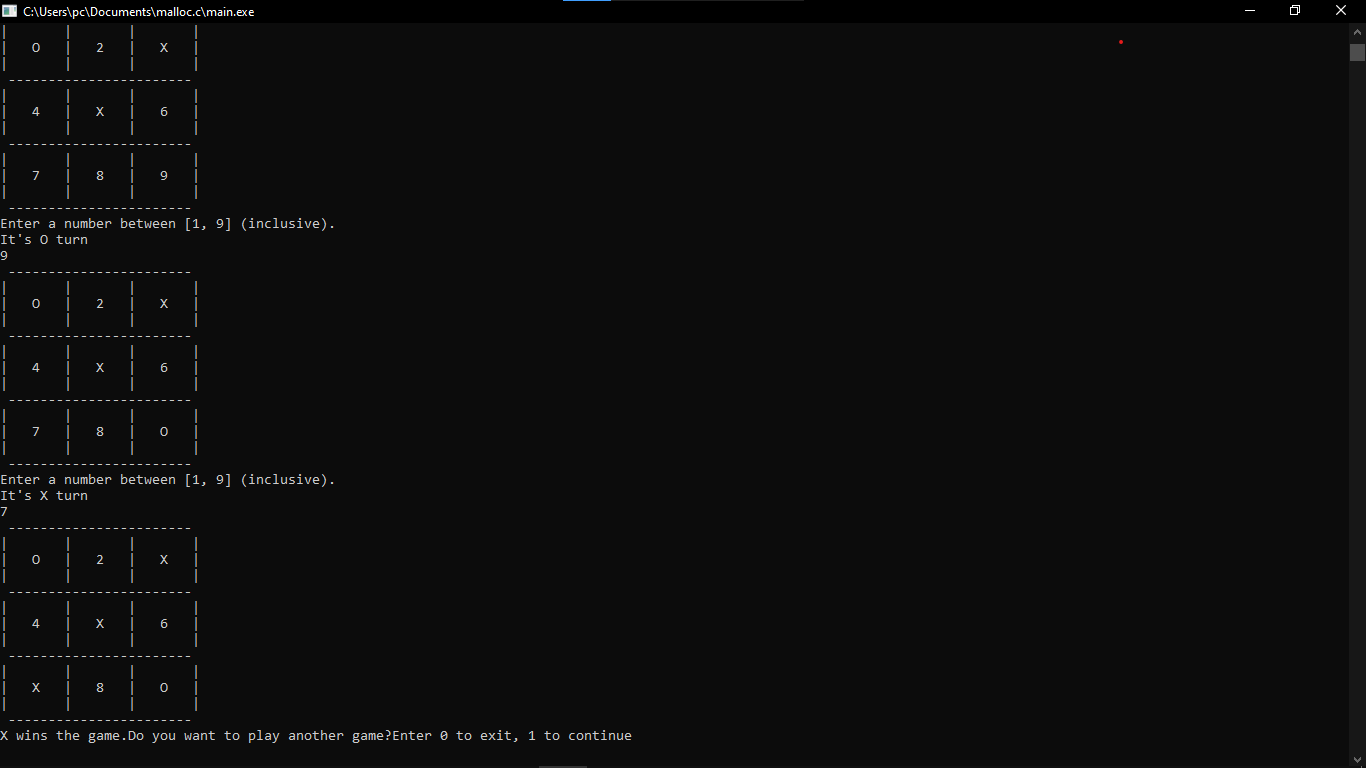 C:\Users\pc\Documents\malloc.c\main.exe
| | | |
| O | 2 | X |
| | | |
-----------------------
| | | |
| 4 | X | 6 |
| | | |
-----------------------
| | | |
| 7 | 8 | 9 |
| | | |
-----------------------
Enter a number between [1, 9] (inclusive).
It's O turn
9
-----------------------
| | | |
| O | 2 | X |
| | | |
-----------------------
| | | |
| 4 | X | 6 |
| | | |
-----------------------
| | | |
| 7 | 8 | O |
| | | |
-----------------------
Enter a number between [1, 9] (inclusive).
It's X turn
7
-----------------------
| | | |
| O | 2 | X |
| | | |
-----------------------
| | | |
| 4 | X | 6 |
| | | |
-----------------------
| | | |
| X | 8 | O |
| | | |
-----------------------
X wins the game.Do you want to play another game?Enter 0 to exit, 1 to continue